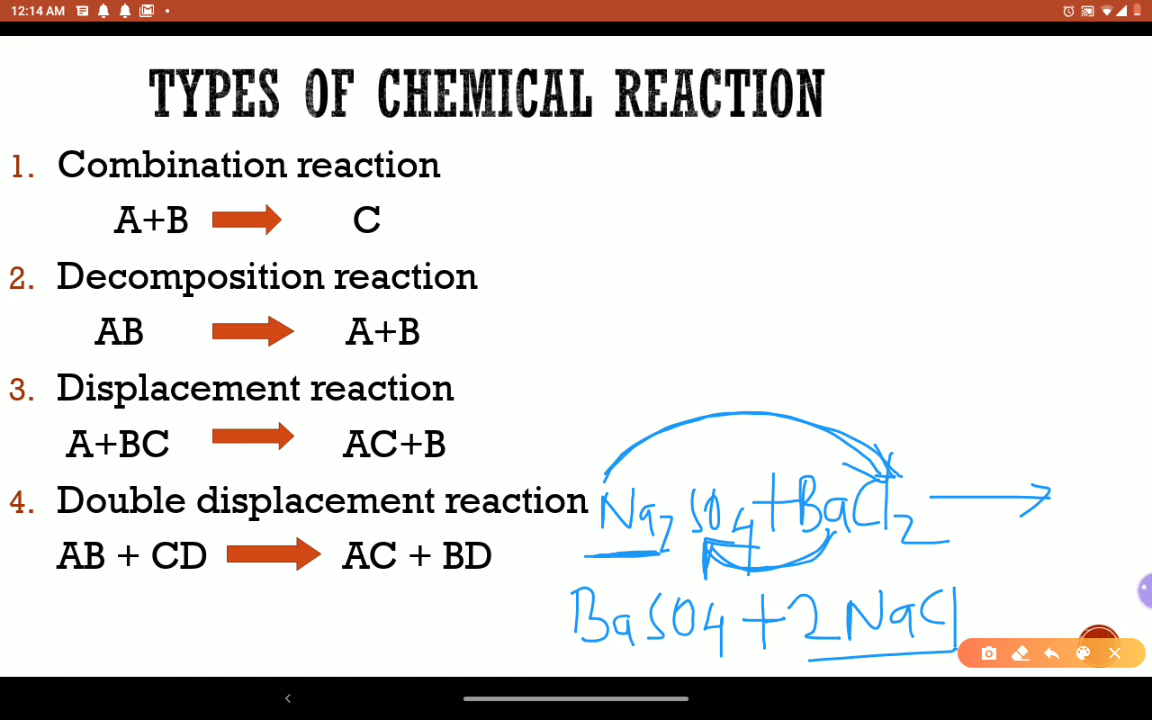 12:14 AM
TYPES OF CHEMICAL REACTION
1. Combination reaction
A+B C
2. Decomposition reaction
AB A+B
3. Displacement reaction
A+BC AC+B
4. Double displacement reaction
AB + CD AC + BD
Na2SO4+BaCl2 →
BaSO4+2NaCl